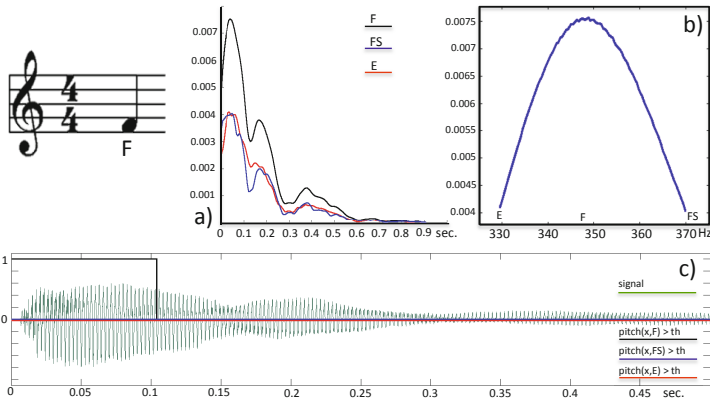 4
4
F
0.007
0.006
0.005
0.004
0.003
0.002
0.001
F
FS
E
a)
0 0.1 0.2 0.3 0.4 0.5 0.6 0.7 0.8 0.9 sec.
b)
0.0075
0.007
0.0065
0.006
0.0055
0.005
0.0045
0.004
E F FS
330 340 350 360 370 Hz
c)
1
0
signal
pitch(x,F) > th
pitch(x,FS) > th
pitch(x,E) > th
0 0.05 0.1 0.15 0.2 0.25 0.3 0.35 0.4 0.45 sec.